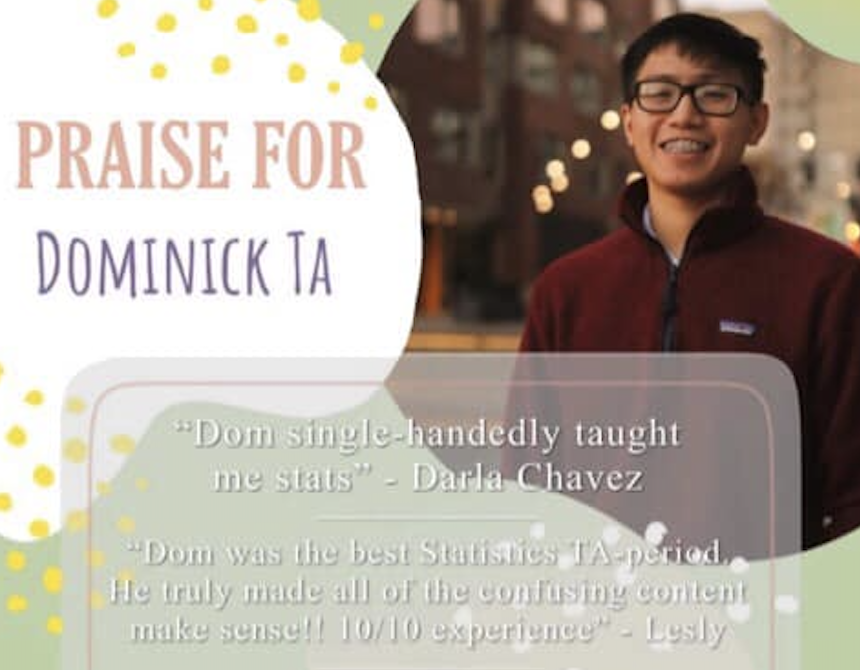 PRAISE FOR
DOMINICK TA
“Dom single-handedly taught
me stats” - Darla Chavez
“Dom was the best Statistics TA-period.
He truly made all of the confusing content
make sense!! 10/10 experience” - Lesly